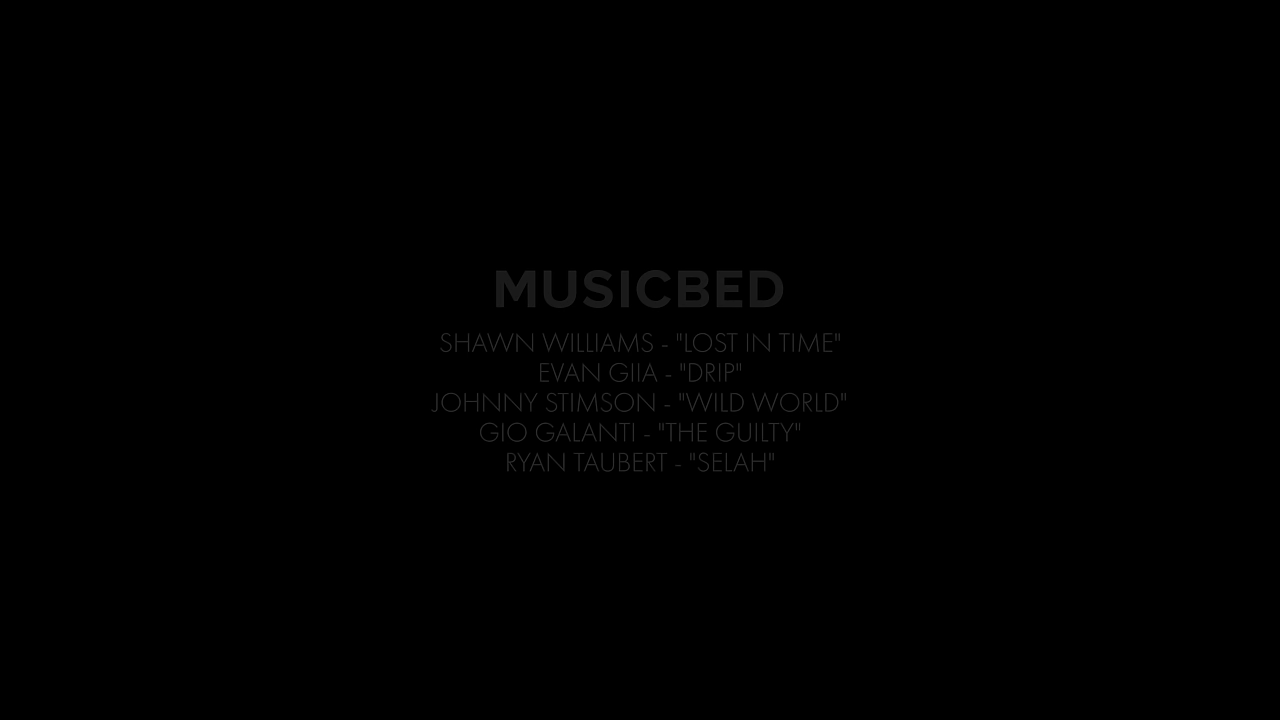 MUSICBED
SHAWN WILLIAMS - "LOST IN TIME"
EVAN GIIA - "DRIP"
JOHNNY STIMSON - "WILD WORLD"
GIO GALANTI - "THE GUILTY"
RYAN TAUBERT - "SELAH"